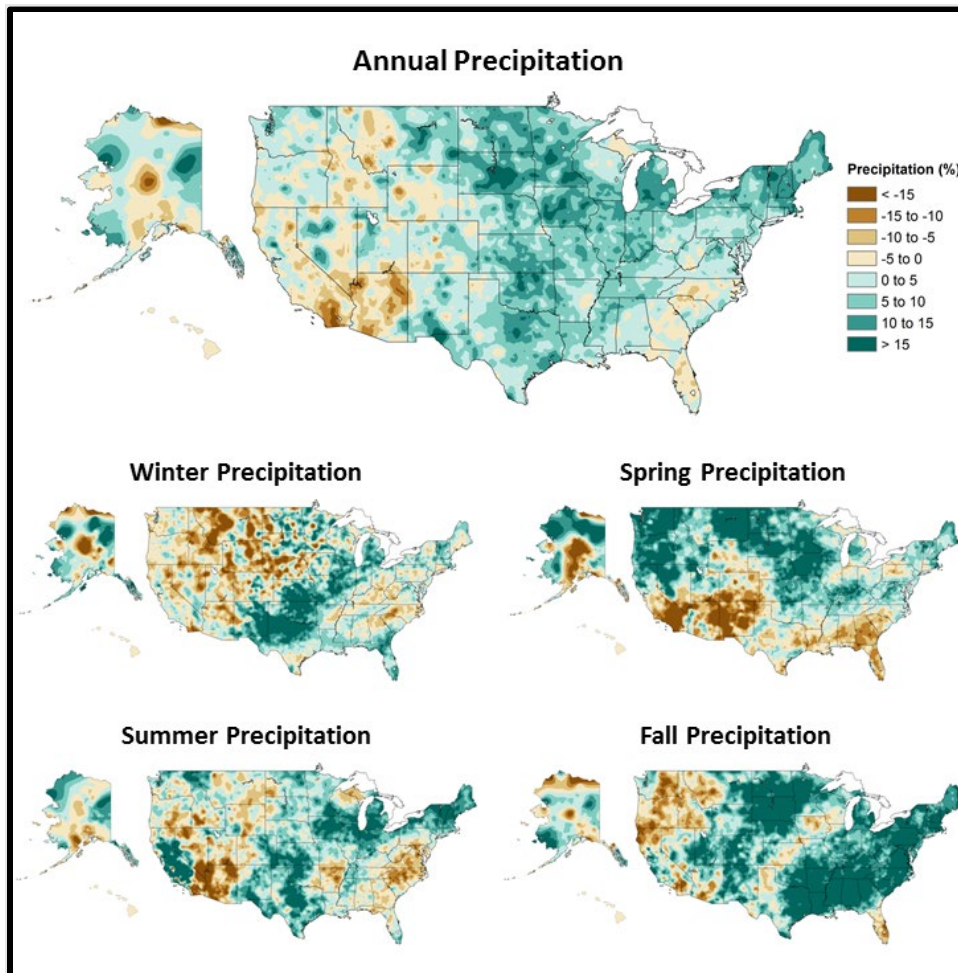 Annual Precipitation
Precipitation (%)
< -15
-15 to -10
-10 to -5
-5 to 0
0 to 5
5 to 10
10 to 15
> 15
Winter Precipitation
Spring Precipitation
Summer Precipitation
Fall Precipitation